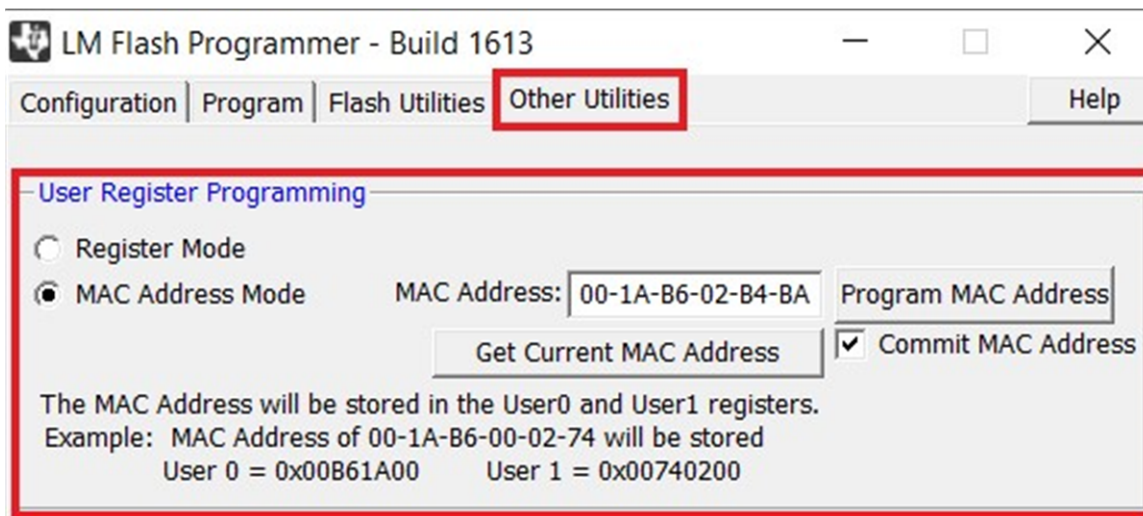 LM Flash Programmer - Build 1613
Configuration Program Flash Utilities Other Utilities Help
User Register Programming
Register Mode
MAC Address Mode MAC Address: 00-1A-B6-02-B4-BA Program MAC Address
Get Current MAC Address Commit MAC Address
The MAC Address will be stored in the User0 and User1 registers.
Example: MAC Address of 00-1A-B6-00-02-74 will be stored
User 0 = 0x00B61A00 User 1 = 0x00740200